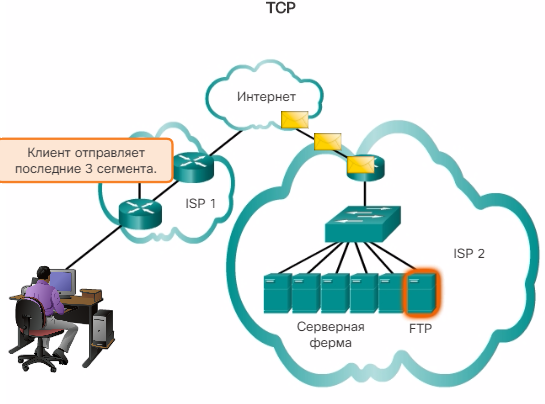 TCP
Интернет
Клиент отправляет
последние 3 сегмента.
ISP 1
ISP 2
Серверная
ферма
FTP